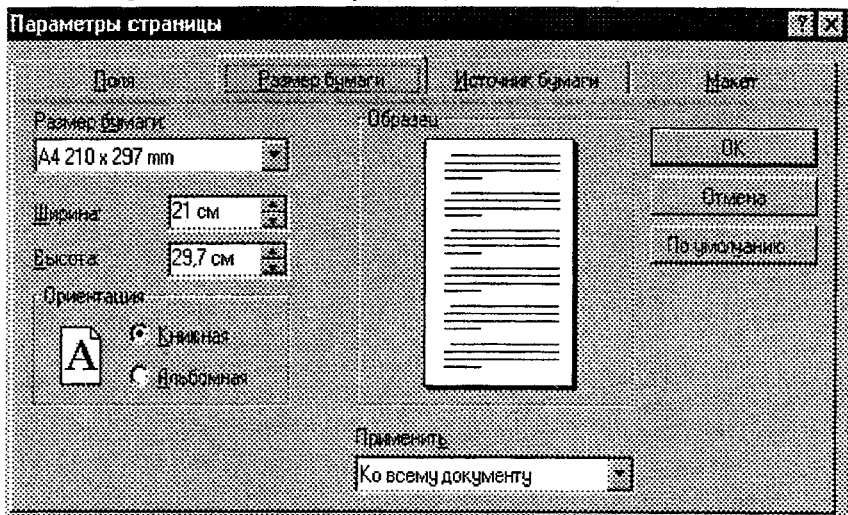 Параметры страницы
Поля Размер бумаги Источник бумаги Макет
Размер бумаги:
A4 210 x 297 mm
Ширина: 21 см
Высота: 29,7 см
Ориентация
A
Книжная
Альбомная
Образец
OK
Отмена
По умолчанию
Применить:
Ко всему документу